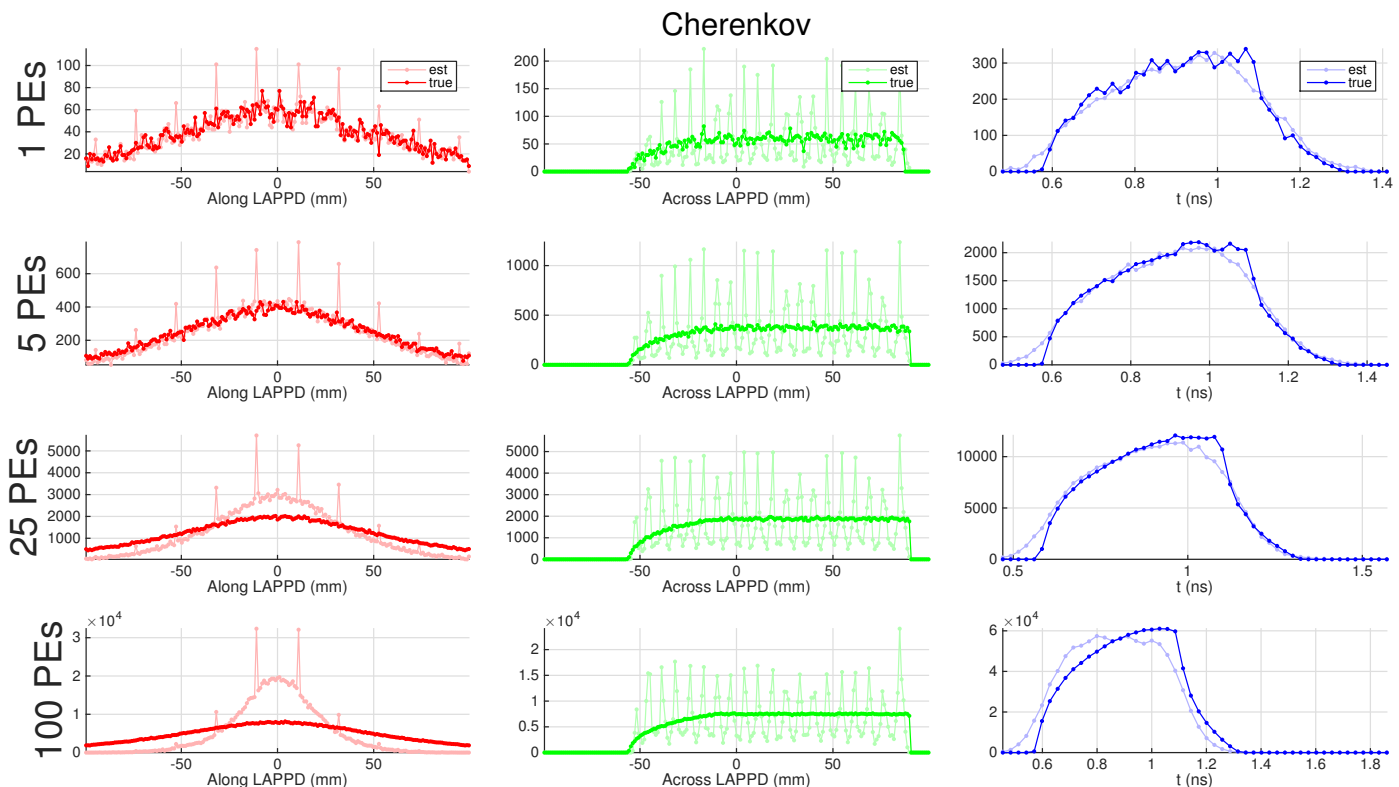 Cherenkov
1 PEs
100
80
60
40
20
-50 0 50
Along LAPPD (mm)
est
true
200
150
100
50
0
-50 0 50
Across LAPPD (mm)
est
true
300
200
100
0
0.6 0.8 1 1.2 1.4
t (ns)
est
true
5 PEs
600
400
200
-50 0 50
Along LAPPD (mm)
1000
500
0
-50 0 50
Across LAPPD (mm)
2000
1500
1000
500
0
0.6 0.8 1 1.2 1.4
t (ns)
25 PEs
5000
4000
3000
2000
1000
-50 0 50
Along LAPPD (mm)
5000
4000
3000
2000
1000
0
-50 0 50
Across LAPPD (mm)
10000
5000
0
0.5 1 1.5
t (ns)
100 PEs
× 10^4
3
2
1
0
-50 0 50
Along LAPPD (mm)
× 10^4
2
1.5
1
0.5
0
-50 0 50
Across LAPPD (mm)
× 10^4
6
4
2
0
0.6 0.8 1 1.2 1.4 1.6 1.8
t (ns)